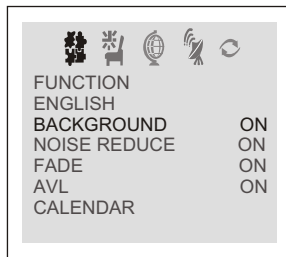 FUNCTION
ENGLISH
BACKGROUND ON
NOISE REDUCE ON
FADE ON
AVL ON
CALENDAR